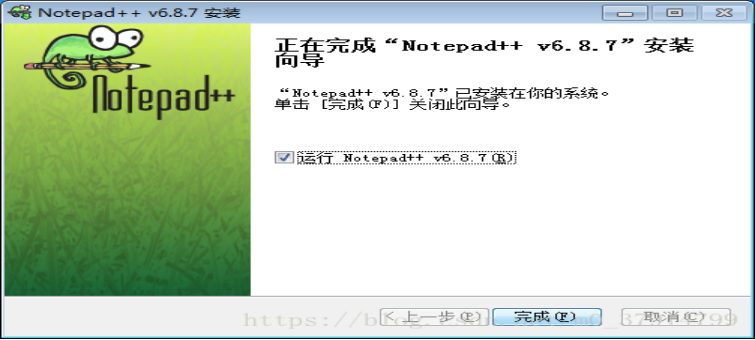 Notepad++ v6.8.7 安装
Notepad++
正在完成“Notepad++ v6.8.7”安装
向导
“Notepad++ v6.8.7”已安装在你的系统。
单击 [完成(F)] 关闭此向导。
运行 Notepad++ v6.8.7(R)
< 上一步(P)
完成(F)
取消(C)
https://blog.